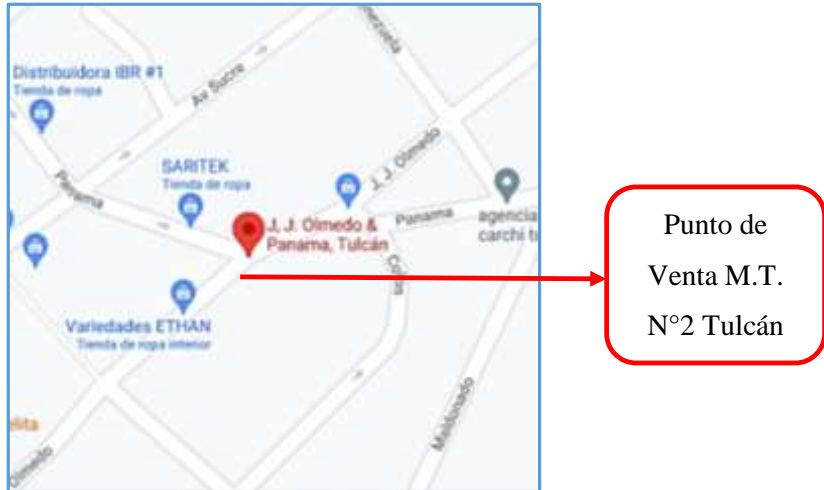 Distribuidora IBR #1
Tienda de ropa
Av Sucre
SARITEK
Tienda de ropa
J, J. Olmedo
Panama
Panama
J, J. Olmedo &
Panama, Tulcán
agencia
carchi t
Variedades ETHAN
Tienda de ropa interior
Maldonado
elita
Olmedo
Punto de
Venta M.T.
N°2 Tulcán